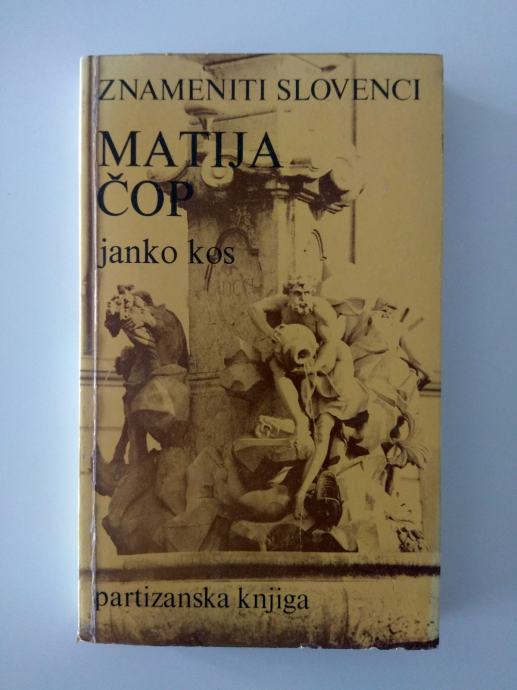 ZNAMENITI SLOVENCI
MATIJA
ČOP
janko kos
partizanska knjiga